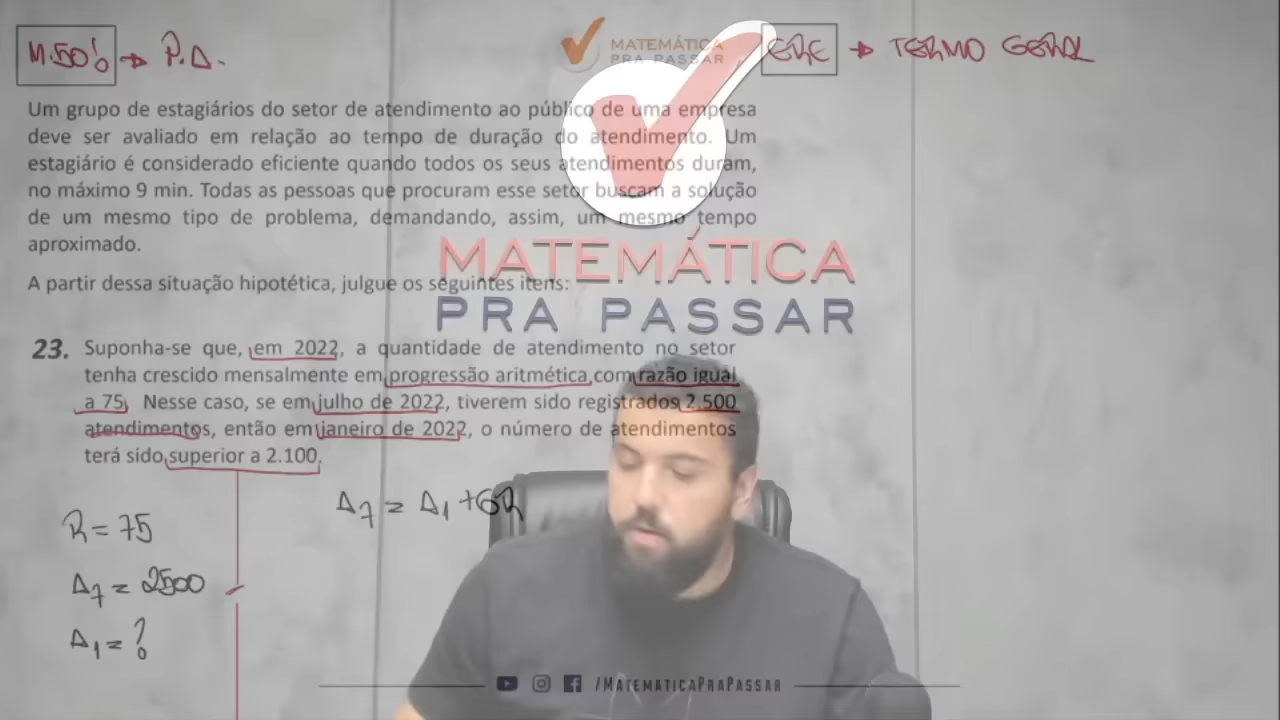 M.50! → P.A.
MATEMÁTICA
PRA PASSAR
→ TERMO GERAL
Um grupo de estagiários do setor de atendimento ao público de uma empresa
deve ser avaliado em relação ao tempo de duração do atendimento. Um
estagiário é considerado eficiente quando todos os seus atendimentos duram,
no máximo 9 min. Todas as pessoas que procuram esse setor buscam a solução
de um mesmo tipo de problema, demandando, assim, um mesmo tempo
aproximado.
MATEMÁTICA
A partir dessa situação hipotética, julgue os seguintes itens:
PRA PASSAR
23. Suponha-se que, em 2022, a quantidade de atendimento no setor
tenha crescido mensalmente em progressão aritmética com razão igual
a 75. Nesse caso, se em julho de 2022, tiverem sido registrados 2.500
atendimentos, então em janeiro de 2022, o número de atendimentos
terá sido superior a 2.100.
A7 = A1 + 6R
R = 75
A7 = 2500
A1 = ?
/MatematicaPraPassar